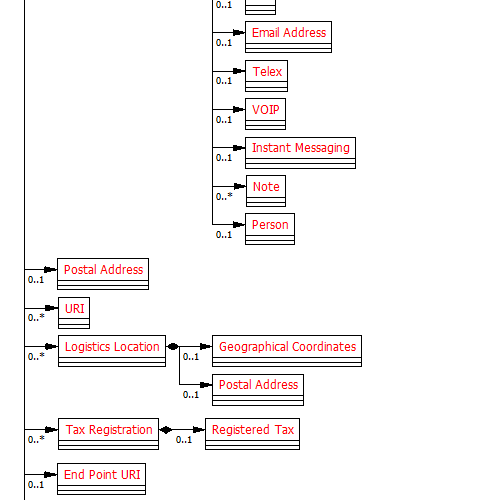 0..1
Email Address
0..1
Telex
0..1
VOIP
0..1
Instant Messaging
0..1
Note
0..*
Person
0..1
Postal Address
0..1
URI
0..*
Logistics Location
0..*
Geographical Coordinates
0..1
Postal Address
0..1
Tax Registration
0..*
Registered Tax
0..1
End Point URI
0..1